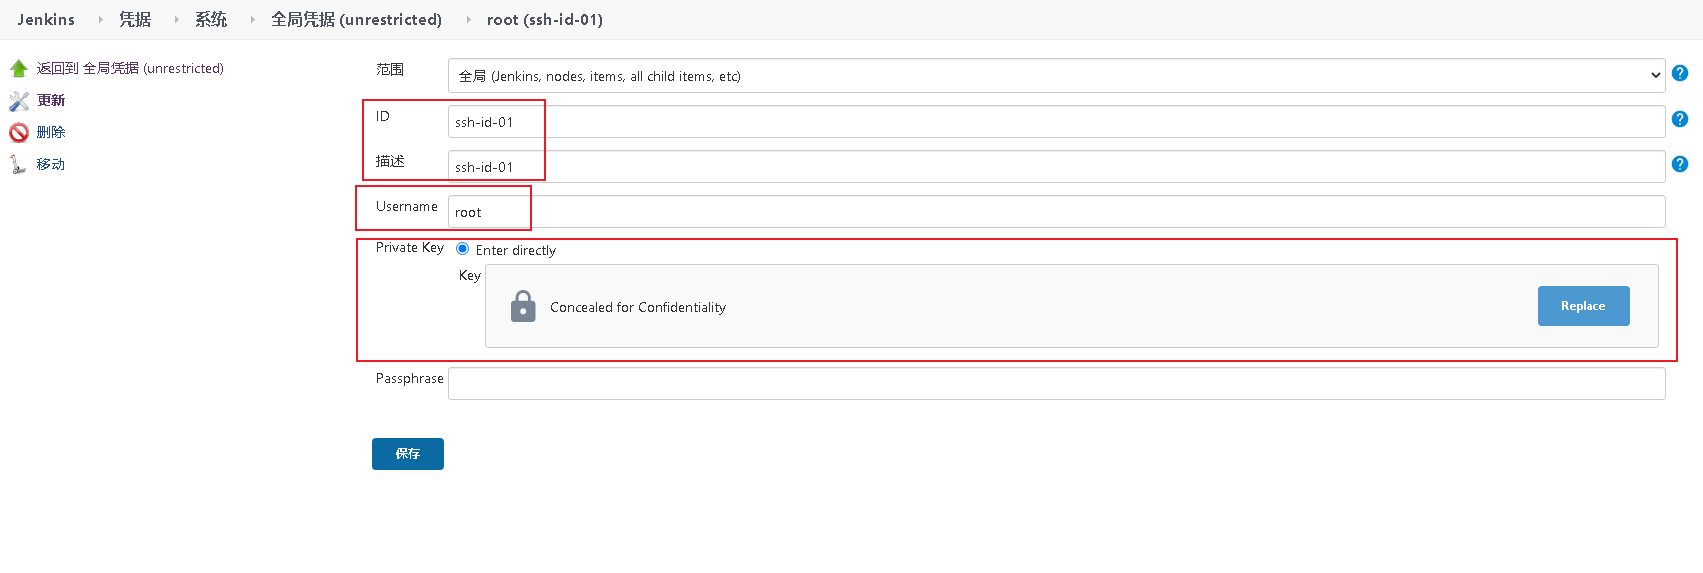 Jenkins 凭据 系统 全局凭据 (unrestricted) root (ssh-id-01)
返回到 全局凭据 (unrestricted)
更新
删除
移动
范围 全局 (Jenkins, nodes, items, all child items, etc)
ID ssh-id-01
描述 ssh-id-01
Username root
Private Key Enter directly
Key
Concealed for Confidentiality Replace
Passphrase
保存